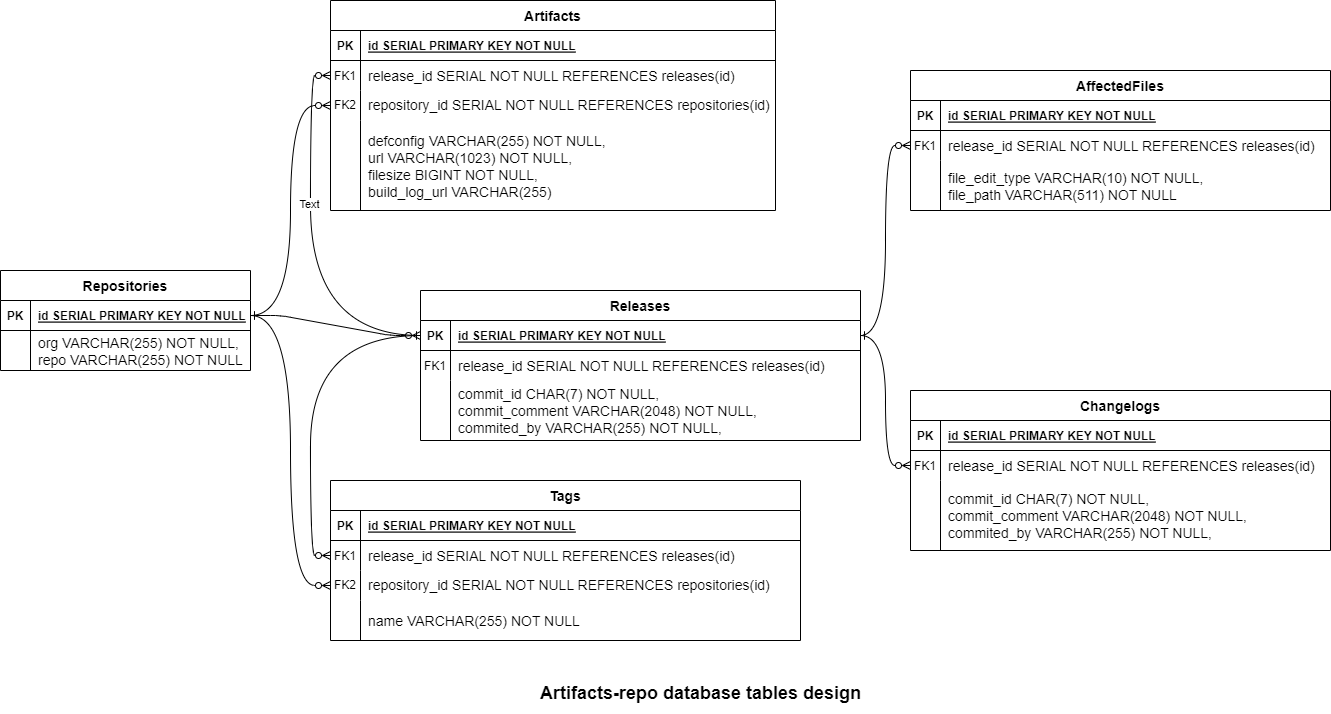 Artifacts
PK id SERIAL PRIMARY KEY NOT NULL
FK1 release_id SERIAL NOT NULL REFERENCES releases(id)
FK2 repository_id SERIAL NOT NULL REFERENCES repositories(id)
defconfig VARCHAR(255) NOT NULL,
url VARCHAR(1023) NOT NULL,
filesize BIGINT NOT NULL,
build_log_url VARCHAR(255)
Text
AffectedFiles
PK id SERIAL PRIMARY KEY NOT NULL
FK1 release_id SERIAL NOT NULL REFERENCES releases(id)
file_edit_type VARCHAR(10) NOT NULL,
file_path VARCHAR(511) NOT NULL
Repositories
PK id SERIAL PRIMARY KEY NOT NULL
org VARCHAR(255) NOT NULL,
repo VARCHAR(255) NOT NULL
Releases
PK id SERIAL PRIMARY KEY NOT NULL
FK1 release_id SERIAL NOT NULL REFERENCES releases(id)
commit_id CHAR(7) NOT NULL,
commit_comment VARCHAR(2048) NOT NULL,
commited_by VARCHAR(255) NOT NULL,
Changelogs
PK id SERIAL PRIMARY KEY NOT NULL
FK1 release_id SERIAL NOT NULL REFERENCES releases(id)
commit_id CHAR(7) NOT NULL,
commit_comment VARCHAR(2048) NOT NULL,
commited_by VARCHAR(255) NOT NULL,
Tags
PK id SERIAL PRIMARY KEY NOT NULL
FK1 release_id SERIAL NOT NULL REFERENCES releases(id)
FK2 repository_id SERIAL NOT NULL REFERENCES repositories(id)
name VARCHAR(255) NOT NULL
Artifacts-repo database tables design